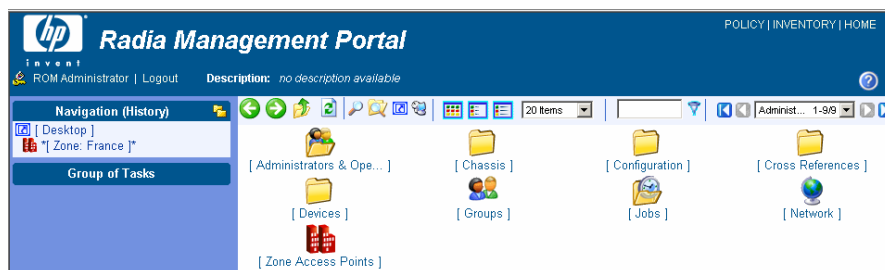 hp
invent
Radia Management Portal
POLICY | INVENTORY | HOME
ROM Administrator | Logout
Description: no description available
?
Navigation (History)
[ Desktop ]
*[ Zone: France ]*
Group of Tasks
20 Items
Administ... 1-9/9
[ Administrators & Ope... ]
[ Chassis ]
[ Configuration ]
[ Cross References ]
[ Devices ]
[ Groups ]
[ Jobs ]
[ Network ]
[ Zone Access Points ]